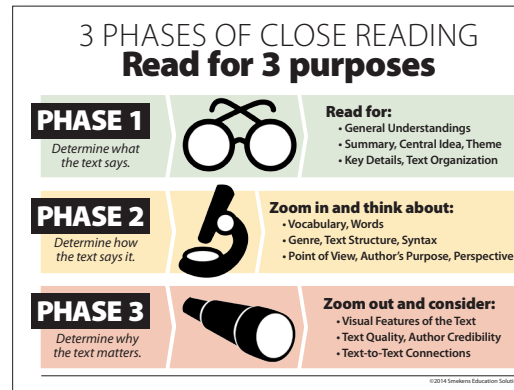 3 PHASES OF CLOSE READING
Read for 3 purposes
PHASE 1
Determine what
the text says.
Read for:
• General Understandings
• Summary, Central Idea, Theme
• Key Details, Text Organization
PHASE 2
Determine how
the text says it.
Zoom in and think about:
• Vocabulary, Words
• Genre, Text Structure, Syntax
• Point of View, Author's Purpose, Perspective
PHASE 3
Determine why
the text matters.
Zoom out and consider:
• Visual Features of the Text
• Text Quality, Author Credibility
• Text-to-Text Connections
©2014 Smekens Education Soluti